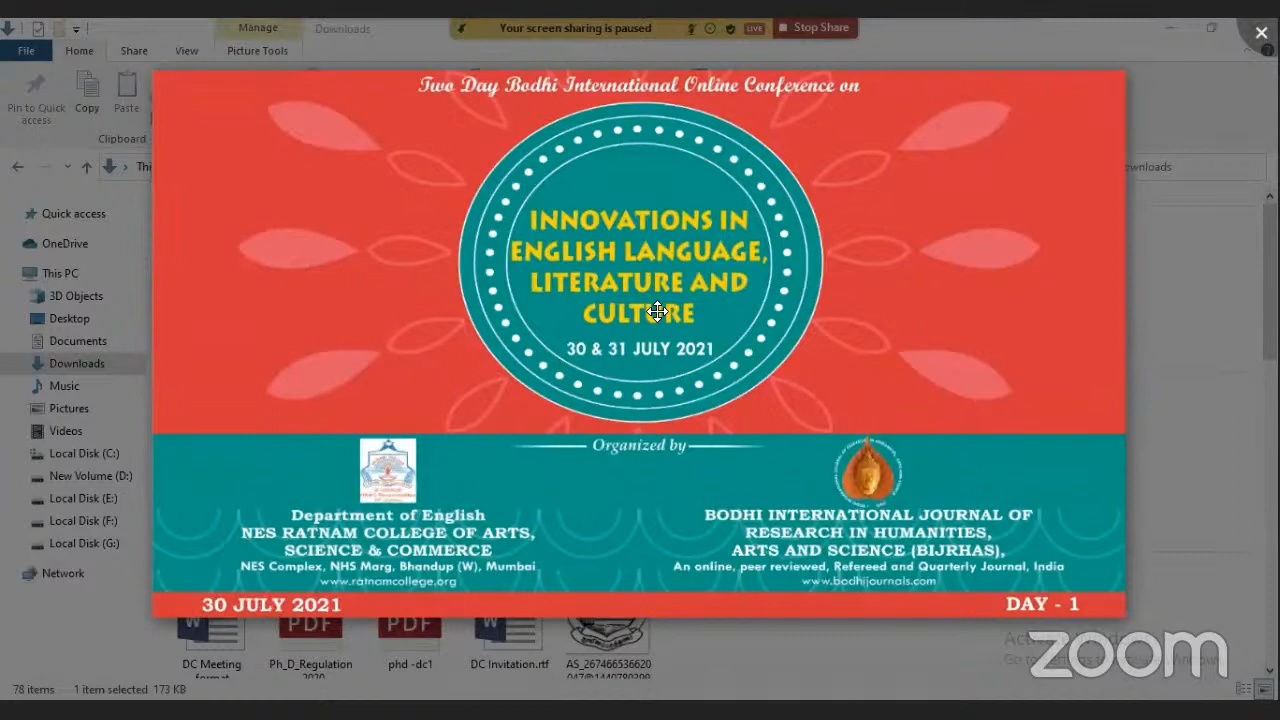 Manage
Downloads
Your screen sharing is paused
LIVE
Stop Share
File
Home
Share
View
Picture Tools
Pin to Quick access
Copy
Paste
Clipboard
Quick access
OneDrive
This PC
3D Objects
Desktop
Documents
Downloads
Music
Pictures
Videos
Local Disk (C:)
New Volume (D:)
Local Disk (E:)
Local Disk (F:)
Local Disk (G:)
Network
Two Day Bodhi International Online Conference on
INNOVATIONS IN
ENGLISH LANGUAGE,
LITERATURE AND
CULTURE
30 & 31 JULY 2021
Organized by
Department of English
NES RATNAM COLLEGE OF ARTS,
SCIENCE & COMMERCE
NES Complex, NHS Marg, Bhandup (W), Mumbai
www.ratnamcollege.org
BODHI INTERNATIONAL JOURNAL OF
RESEARCH IN HUMANITIES,
ARTS AND SCIENCE (BIJRHAS),
An online, peer reviewed, Refereed and Quarterly Journal, India
www.bodhijournals.com
30 JULY 2021
DAY - 1
DC Meeting
format
Ph_D_Regulation
2020
phd -dc1
DC Invitation.rtf
AS_267466536620
047@1440780399
78 items
1 item selected 173 KB
zoom